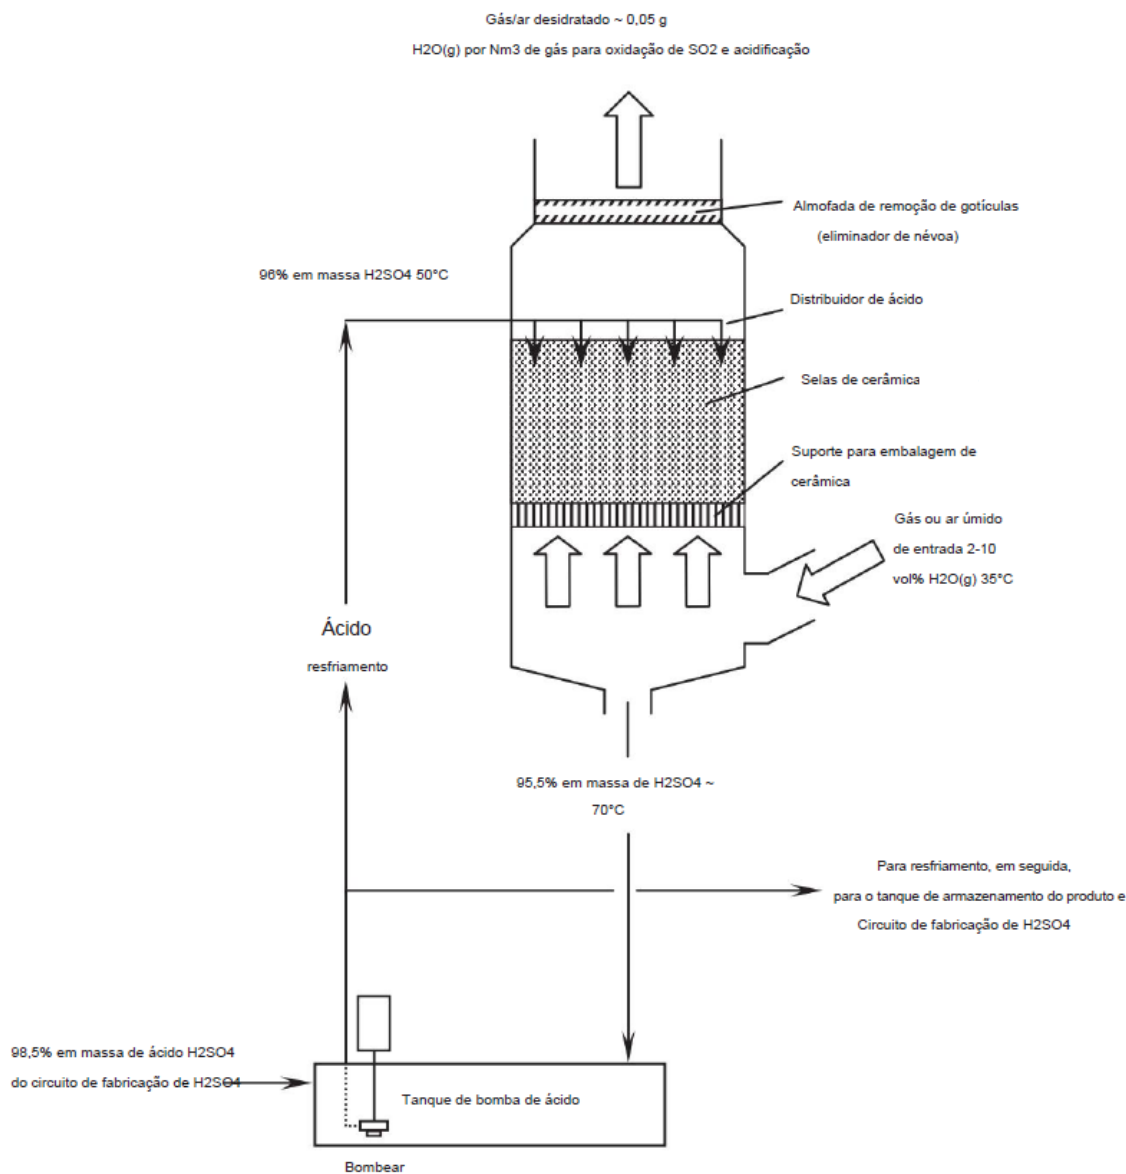 Gás/ar desidratado ~ 0,05 g
H2O(g) por Nm3 de gás para oxidação de SO2 e acidificação
Almofada de remoção de gotículas
(eliminador de névoa)
96% em massa H2SO4 50°C
Distribuidor de ácido
Selas de cerâmica
Suporte para embalagem de
cerâmica
Gás ou ar úmido
de entrada 2-10
vol% H2O(g) 35°C
Ácido
resfriamento
95,5% em massa de H2SO4 ~
70°C
Para resfriamento, em seguida,
para o tanque de armazenamento do produto e
Circuito de fabricação de H2SO4
98,5% em massa de ácido H2SO4
do circuito de fabricação de H2SO4
Tanque de bomba de ácido
Bombear